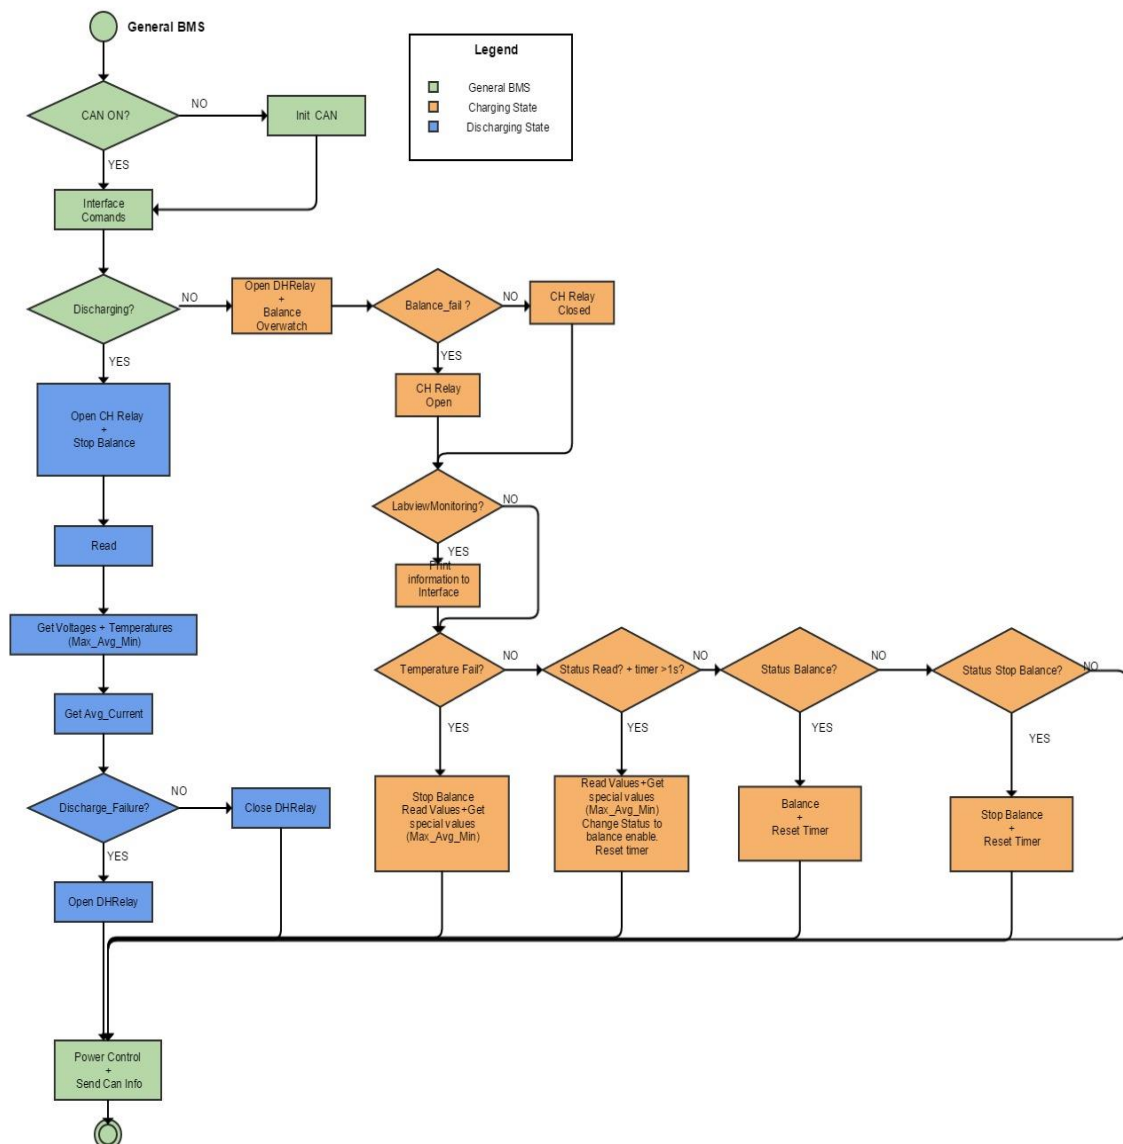 General BMS
Legend
General BMS
Charging State
Discharging State
CAN ON?
NO
Init CAN
YES
Interface
Comands
Discharging?
NO
Open DHRelay
+
Balance
Overwatch
Balance_fail ?
NO
CH Relay
Closed
YES
YES
CH Relay
Open
Open CH Relay
+
Stop Balance
LabviewMonitoring?
NO
YES
Print
information to
Interface
Read
Get Voltages + Temperatures
(Max_Avg_Min)
Temperature Fail?
NO
Status Read? + timer >1s?
NO
Status Balance?
NO
Status Stop Balance?
NO
Get Avg_Current
YES
YES
YES
YES
Discharge_Failure?
NO
Close DHRelay
Stop Balance
Read Values+Get
special values
(Max_Avg_Min)
Read Values+Get
special values
(Max_Avg_Min)
Change Status to
balance enable.
Reset timer
Balance
+
Reset Timer
Stop Balance
+
Reset Timer
YES
Open DHRelay
Power Control
+
Send Can Info